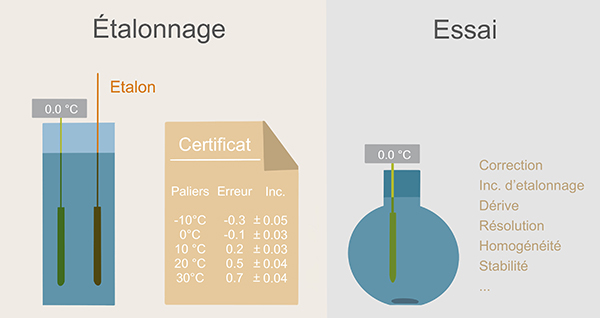 Étalonnage
Etalon
0.0 °C
Certificat
Paliers Erreur Inc.
-10°C -0.3 ± 0.05
0°C -0.1 ± 0.03
10 °C 0.2 ± 0.03
20 °C 0.5 ± 0.04
30°C 0.7 ± 0.04
Essai
0.0 °C
Correction
Inc. d'etalonnage
Dérive
Résolution
Homogénéité
Stabilité
...